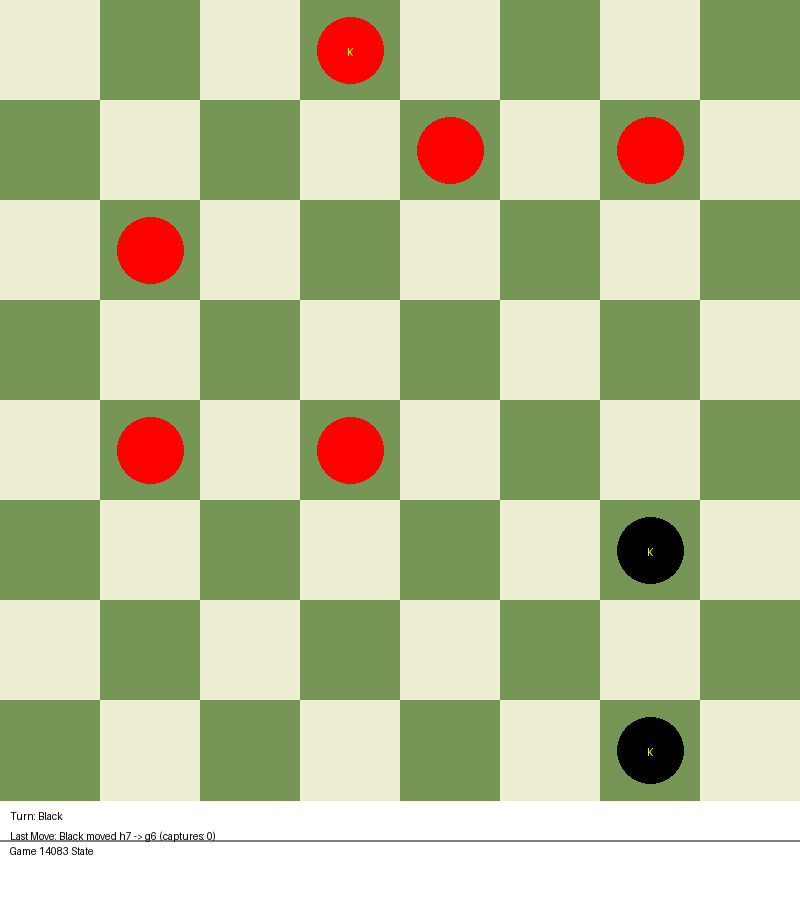 K
K
K
Turn: Black
Last Move: Black moved h7 -> g6 (captures: 0)
Game 14083 State